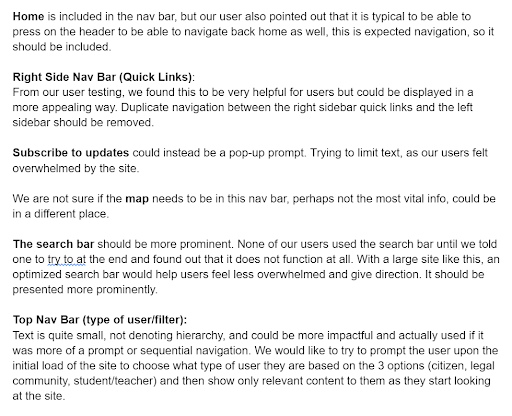 Home is included in the nav bar, but our user also pointed out that it is typical to be able to
press on the header to be able to navigate back home as well, this is expected navigation, so it
should be included.
Right Side Nav Bar (Quick Links):
From our user testing, we found this to be very helpful for users but could be displayed in a
more appealing way. Duplicate navigation between the right sidebar quick links and the left
sidebar should be removed.
Subscribe to updates could instead be a pop-up prompt. Trying to limit text, as our users felt
overwhelmed by the site.
We are not sure if the map needs to be in this nav bar, perhaps not the most vital info, could be
in a different place.
The search bar should be more prominent. None of our users used the search bar until we told
one to try to at the end and found out that it does not function at all. With a large site like this, an
optimized search bar would help users feel less overwhelmed and give direction. It should be
presented more prominently.
Top Nav Bar (type of user/filter):
Text is quite small, not denoting hierarchy, and could be more impactful and actually used if it
was more of a prompt or sequential navigation. We would like to try to prompt the user upon the
initial load of the site to choose what type of user they are based on the 3 options (citizen, legal
community, student/teacher) and then show only relevant content to them as they start looking
at the site.